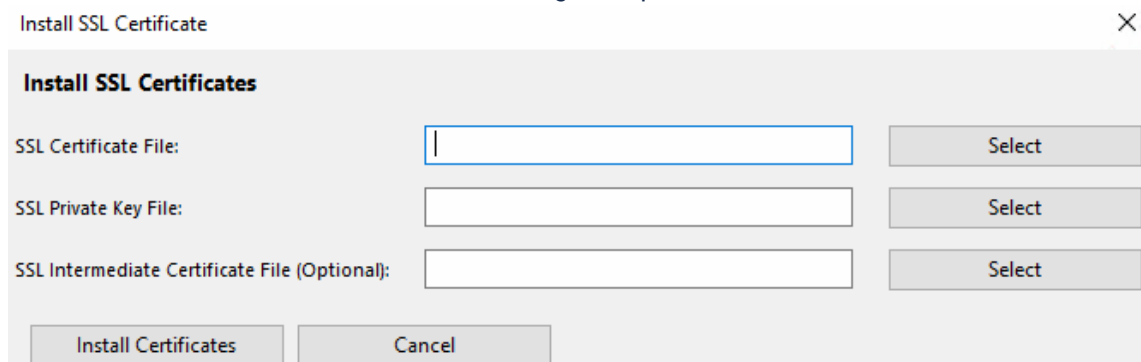 Install SSL Certificate
Install SSL Certificates
SSL Certificate File:
Select
SSL Private Key File:
Select
SSL Intermediate Certificate File (Optional):
Select
Install Certificates Cancel